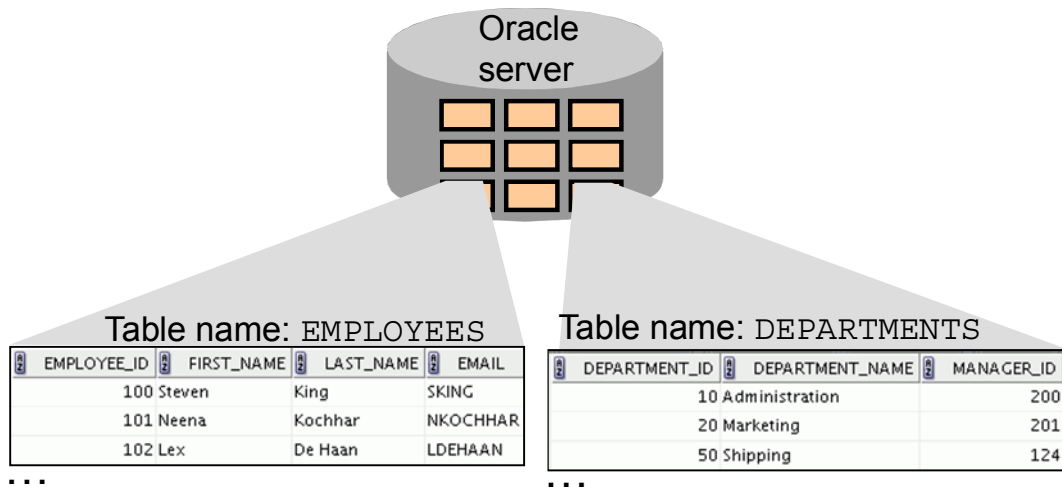 Oracle
server
Table name: EMPLOYEES
EMPLOYEE_ID FIRST_NAME LAST_NAME EMAIL
100 Steven King SKING
101 Neena Kochhar NKOCHHAR
102 Lex De Haan LDEHAAN
...
Table name: DEPARTMENTS
DEPARTMENT_ID DEPARTMENT_NAME MANAGER_ID
10 Administration 200
20 Marketing 201
50 Shipping 124
...